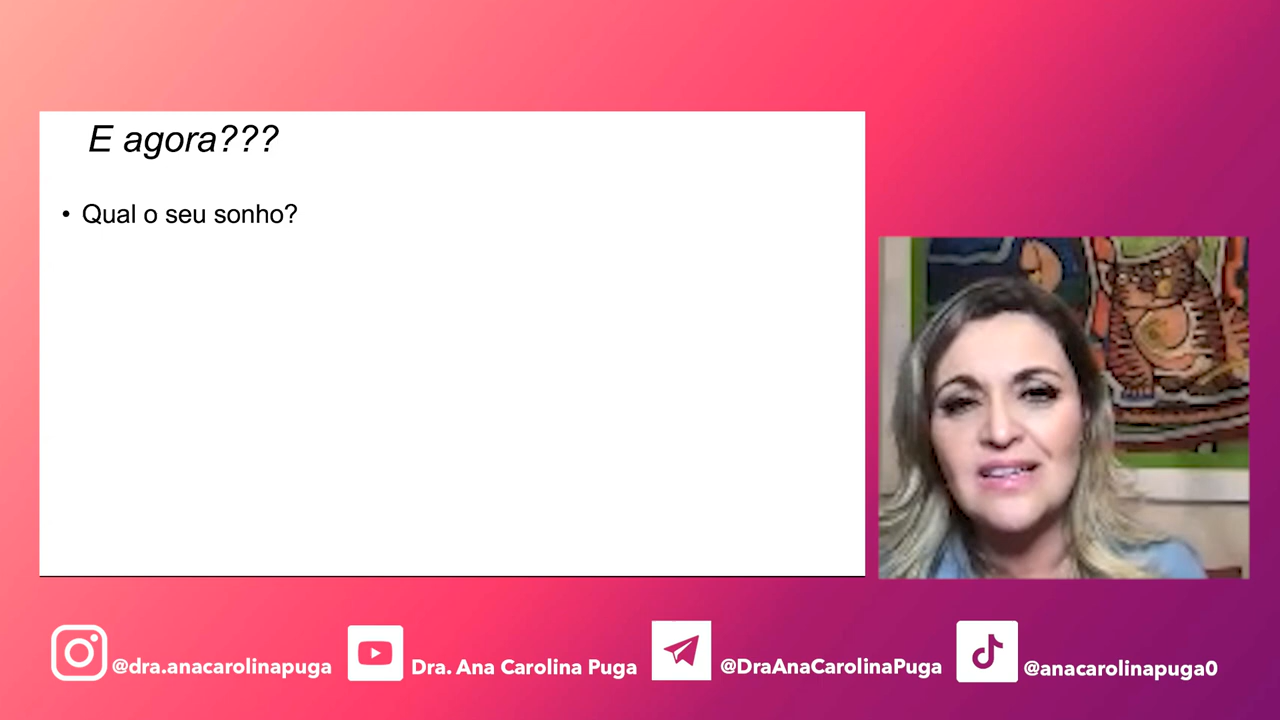 E agora???
• Qual o seu sonho?
@dra.anacarolinapuga
Dra. Ana Carolina Puga
@DraAnaCarolinaPuga
@anacarolinapuga0